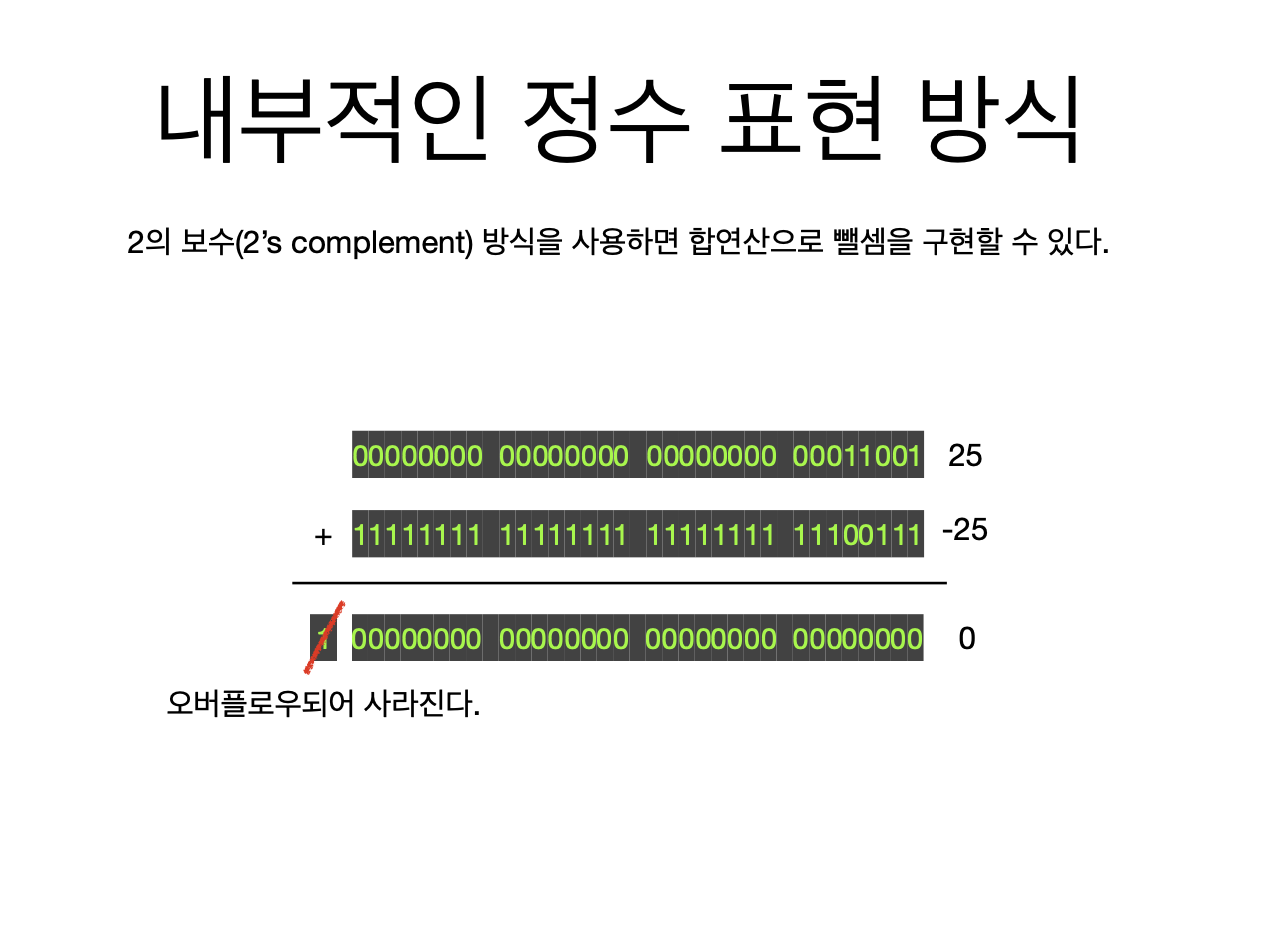 내부적인 정수 표현 방식
2의 보수(2’s complement) 방식을 사용하면 합연산으로 뺄셈을 구현할 수 있다.
00000000 00000000 00000000 00011001 25
+ 11111111 11111111 11111111 11100111 -25
1 00000000 00000000 00000000 00000000 0
오버플로우되어 사라진다.